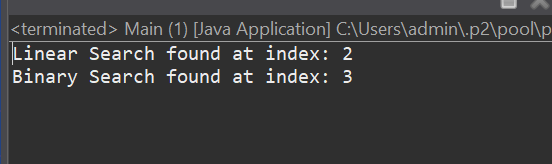 <terminated> Main (1) [Java Application] C:\Users\admin\.p2\pool\p
Linear Search found at index: 2
Binary Search found at index: 3